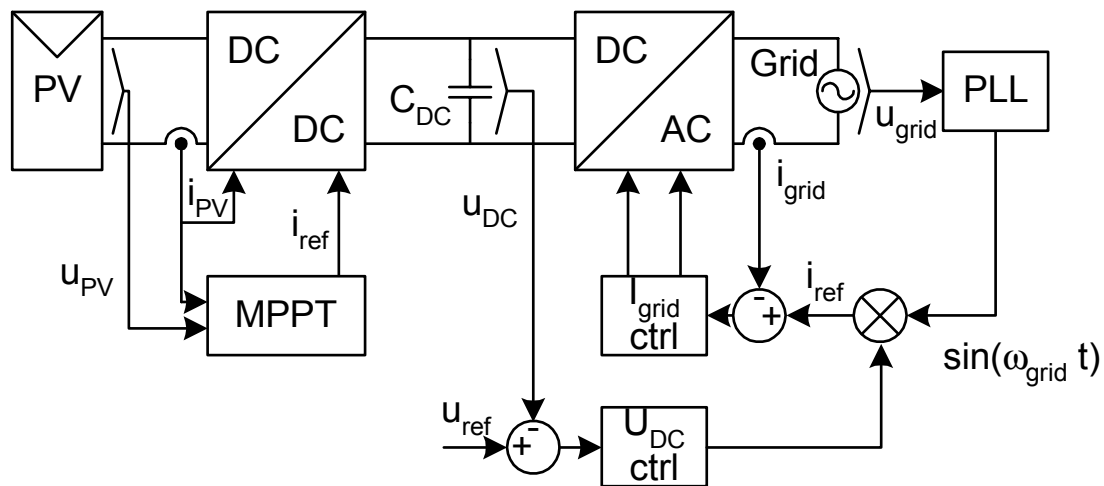 PV
DC
DC
C_DC
DC
AC
Grid
PLL
u_grid
i_PV
i_ref
u_DC
i_grid
u_PV
MPPT
I_grid
ctrl
-
+
i_ref
sin(ω_grid t)
u_ref
-
+
U_DC
ctrl